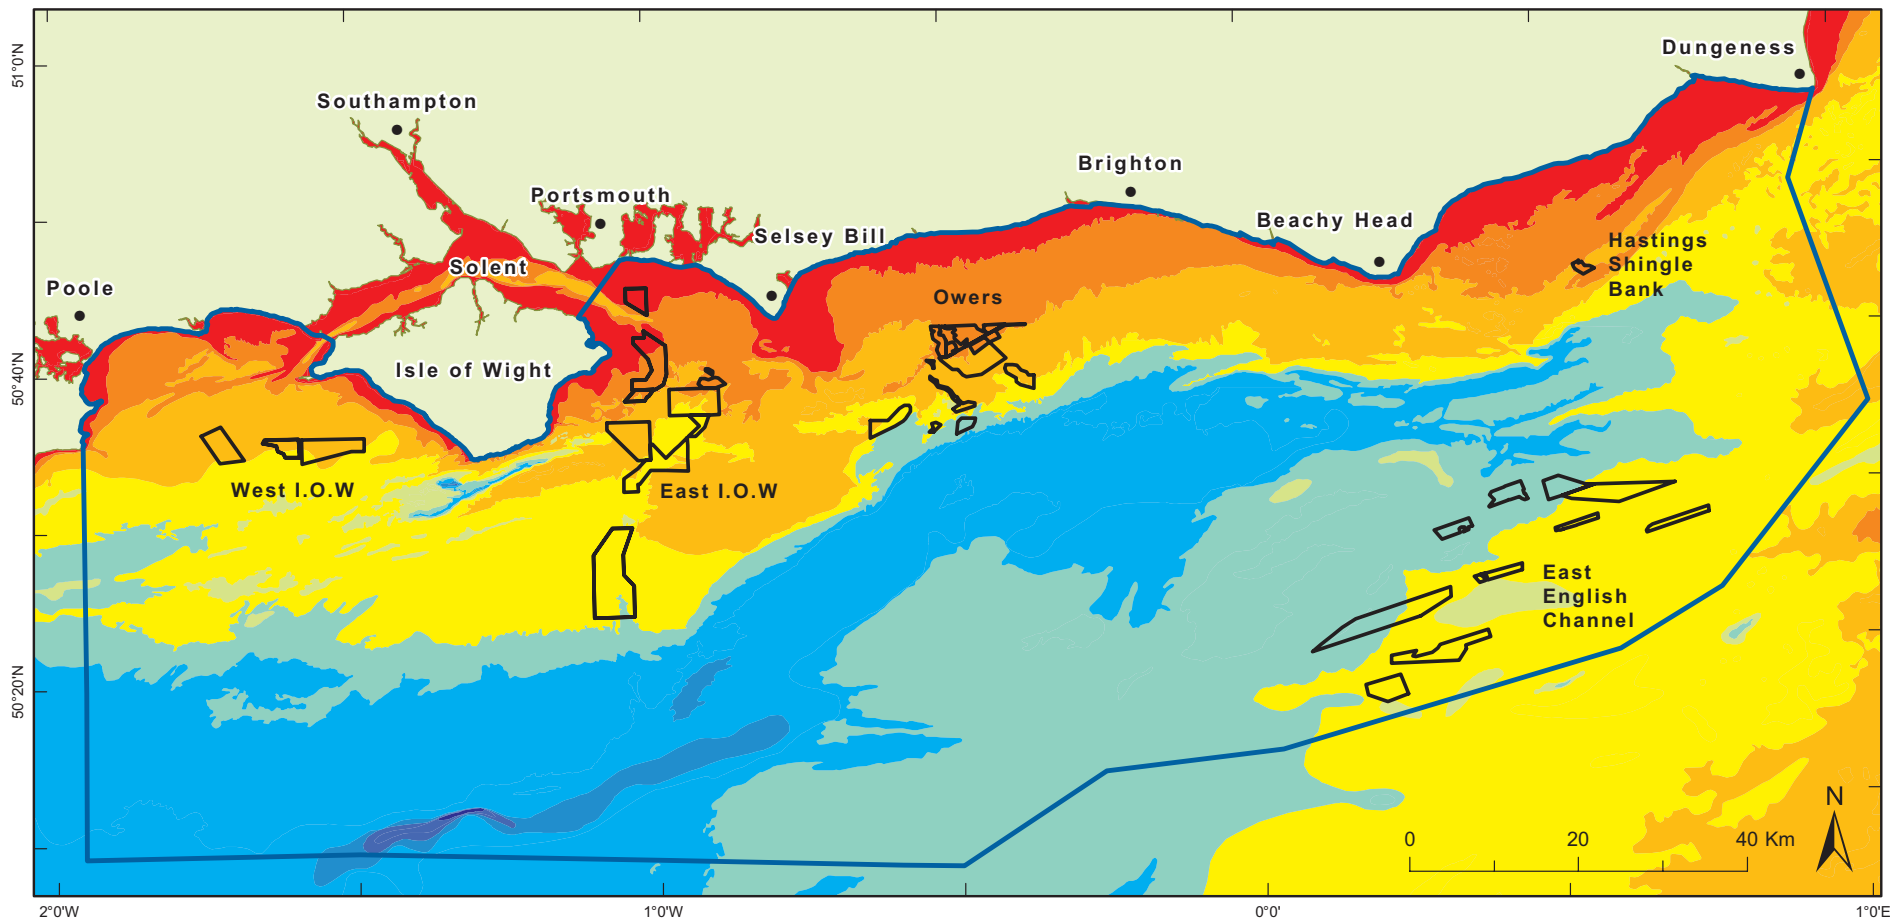 Dungeness
51°0'N
Southampton
Brighton
Portsmouth
Beachy Head
Selsey Bill
Hastings
Shingle
Bank
Solent
Poole
Owers
Isle of Wight
50°40'N
West I.O.W
East I.O.W
East
English
Channel
50°20'N
N
0 20 40 Km
2°0'W 1°0'W 0°0' 1°0'E